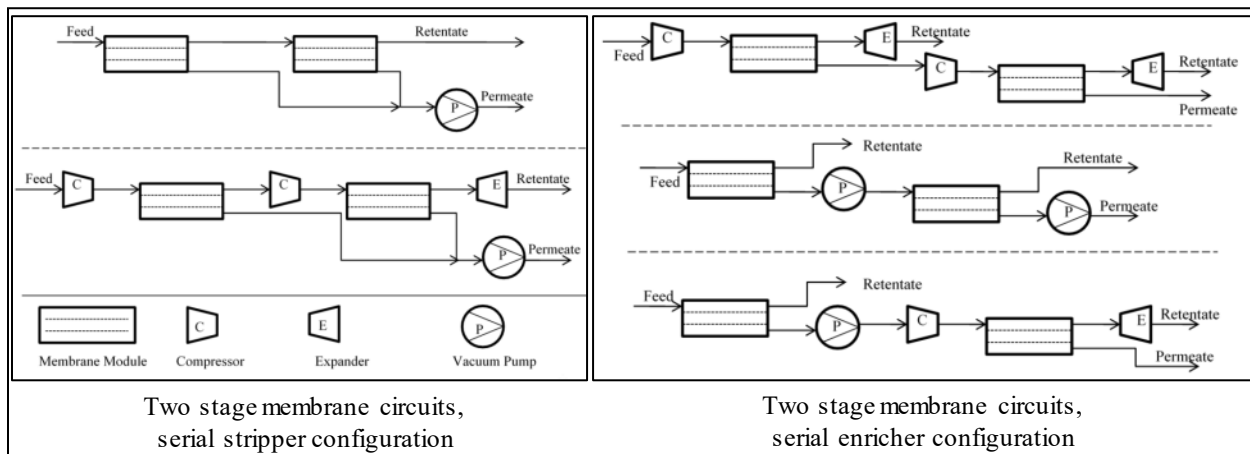 Feed
Retentate
P
Permeate
Feed
C
C
E
Retentate
P
Permeate
C
E
P
Membrane Module
Compressor
Expander
Vacuum Pump
Two stage membrane circuits,
serial stripper configuration
C
E
Retentate
Feed
C
E
Retentate
Permeate
Retentate
Retentate
Feed
P
P
Permeate
Retentate
Feed
P
C
E
Retentate
Permeate
Two stage membrane circuits,
serial enricher configuration